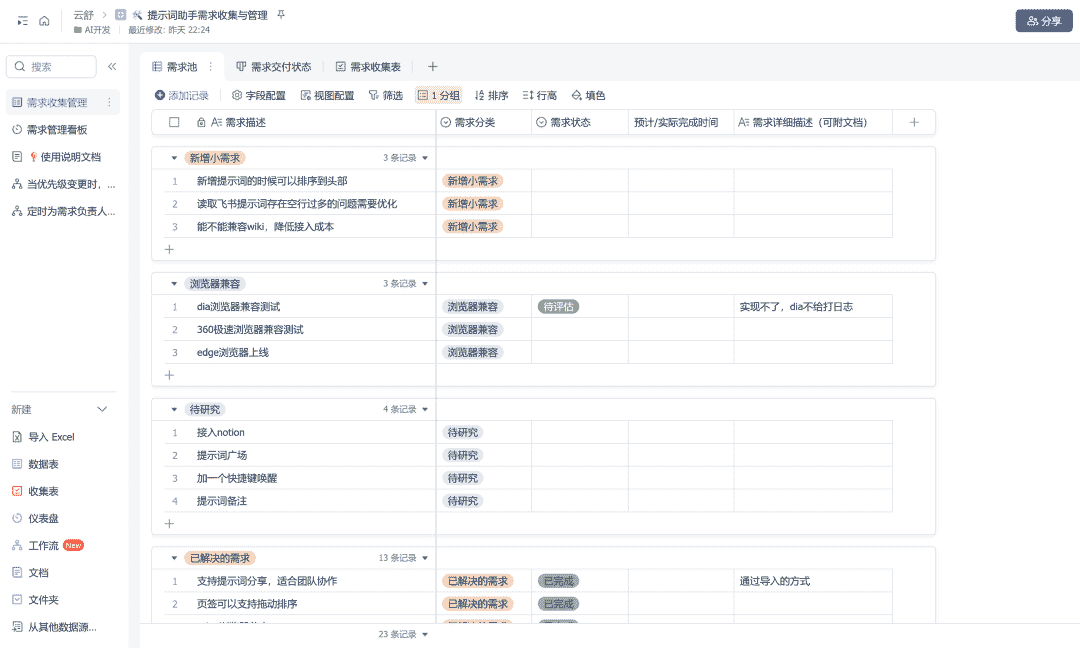 云舒
提示词助手需求收集与管理
AI开发
最近修改: 昨天 22:24
分享
搜索
需求收集管理
需求管理看板
使用说明文档
当优先级变更时，...
定时为需求负责人...
新建
导入 Excel
数据表
收集表
仪表盘
工作流 New
文档
文件夹
从其他数据源...
需求池
需求交付状态
需求收集表
添加记录
字段配置
视图配置
筛选
1 分组
排序
行高
填色
需求描述
需求分类
需求状态
预计/实际完成时间
需求详细描述（可附文档）
新增小需求
3 条记录
1 新增提示词的时候可以排序到头部 新增小需求
2 读取飞书提示词存在空行过多的问题需要优化 新增小需求
3 能不能兼容wiki，降低接入成本 新增小需求
浏览器兼容
3 条记录
1 dia浏览器兼容测试 浏览器兼容 待评估 实现不了，dia不给打日志
2 360极速浏览器兼容测试 浏览器兼容
3 edge浏览器上线 浏览器兼容
待研究
4 条记录
1 接入notion 待研究
2 提示词广场 待研究
3 加一个快捷键唤醒 待研究
4 提示词备注 待研究
已解决的需求
13 条记录
1 支持提示词分享，适合团队协作 已解决的需求 已完成 通过导入的方式
2 页签可以支持拖动排序 已解决的需求 已完成
23 条记录